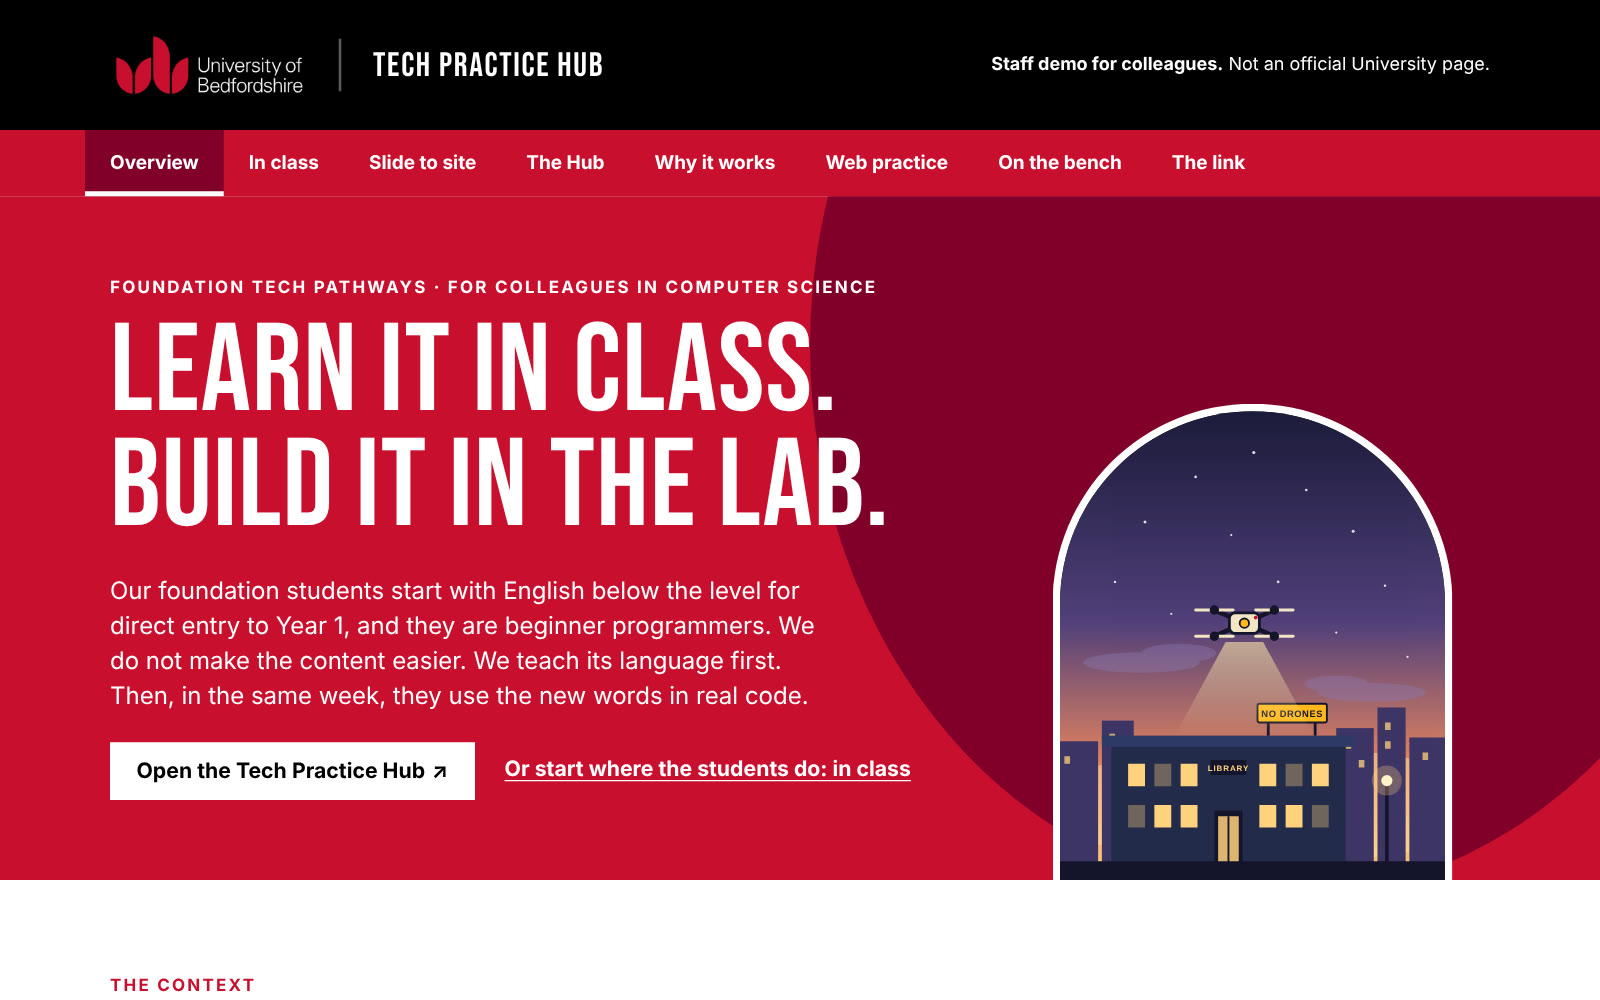 University of
Bedfordshire
TECH PRACTICE HUB
Staff demo for colleagues. Not an official University page.
Overview
In class
Slide to site
The Hub
Why it works
Web practice
On the bench
The link
FOUNDATION TECH PATHWAYS · FOR COLLEAGUES IN COMPUTER SCIENCE
LEARN IT IN CLASS.
BUILD IT IN THE LAB.
Our foundation students start with English below the level for
direct entry to Year 1, and they are beginner programmers. We
do not make the content easier. We teach its language first.
Then, in the same week, they use the new words in real code.
Open the Tech Practice Hub ↗
Or start where the students do: in class
NO DRONES
LIBRARY
THE CONTEXT